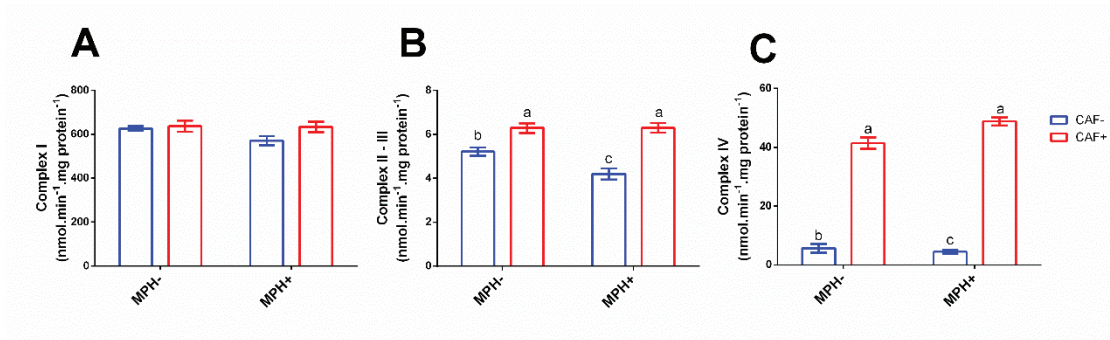 A
Complex I
(nmol.min⁻¹.mg protein⁻¹)
800
600
400
200
0
MPH-
MPH+
B
Complex II - III
(nmol.min⁻¹.mg protein⁻¹)
8
6
4
2
0
b
a
c
a
MPH-
MPH+
C
Complex IV
(nmol.min⁻¹.mg protein⁻¹)
60
40
20
0
b
a
c
a
MPH-
MPH+
CAF-
CAF+